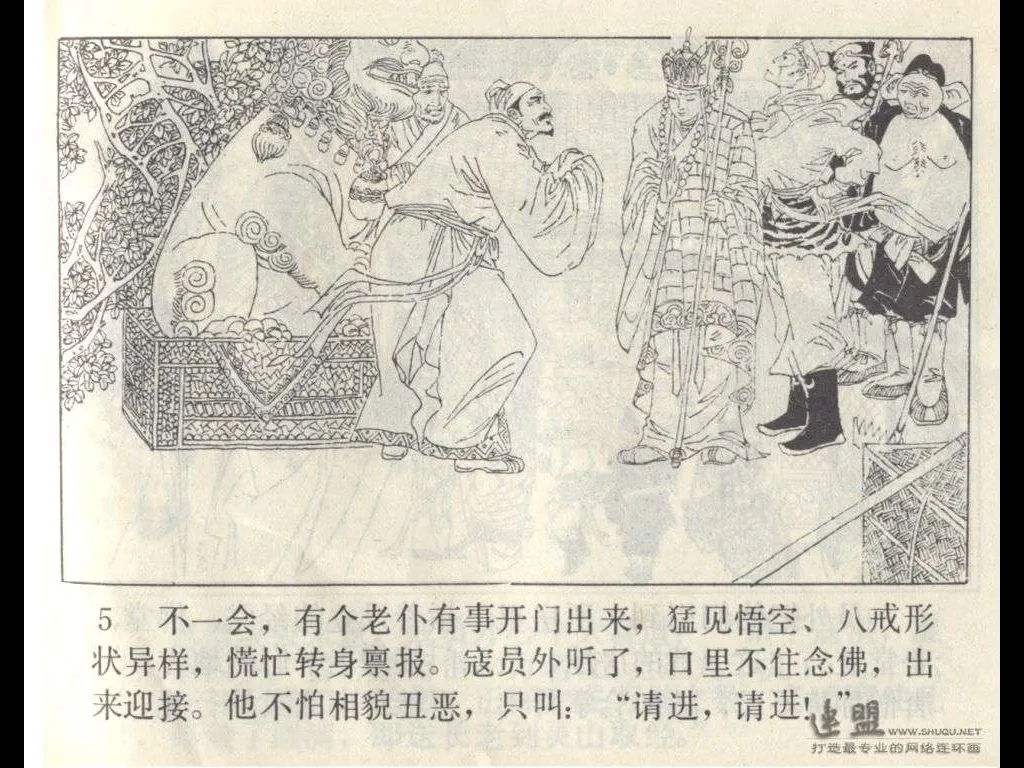 5. 不一会，有个老仆有事开门出来，猛见悟空、八戒形
状异样，慌忙转身禀报。寇员外听了，口里不住念佛，出
来迎接。他不怕相貌丑恶，只叫：“请进，请进！”
连盟
WWW.SHUQU.NET
打造最专业的网络连环画